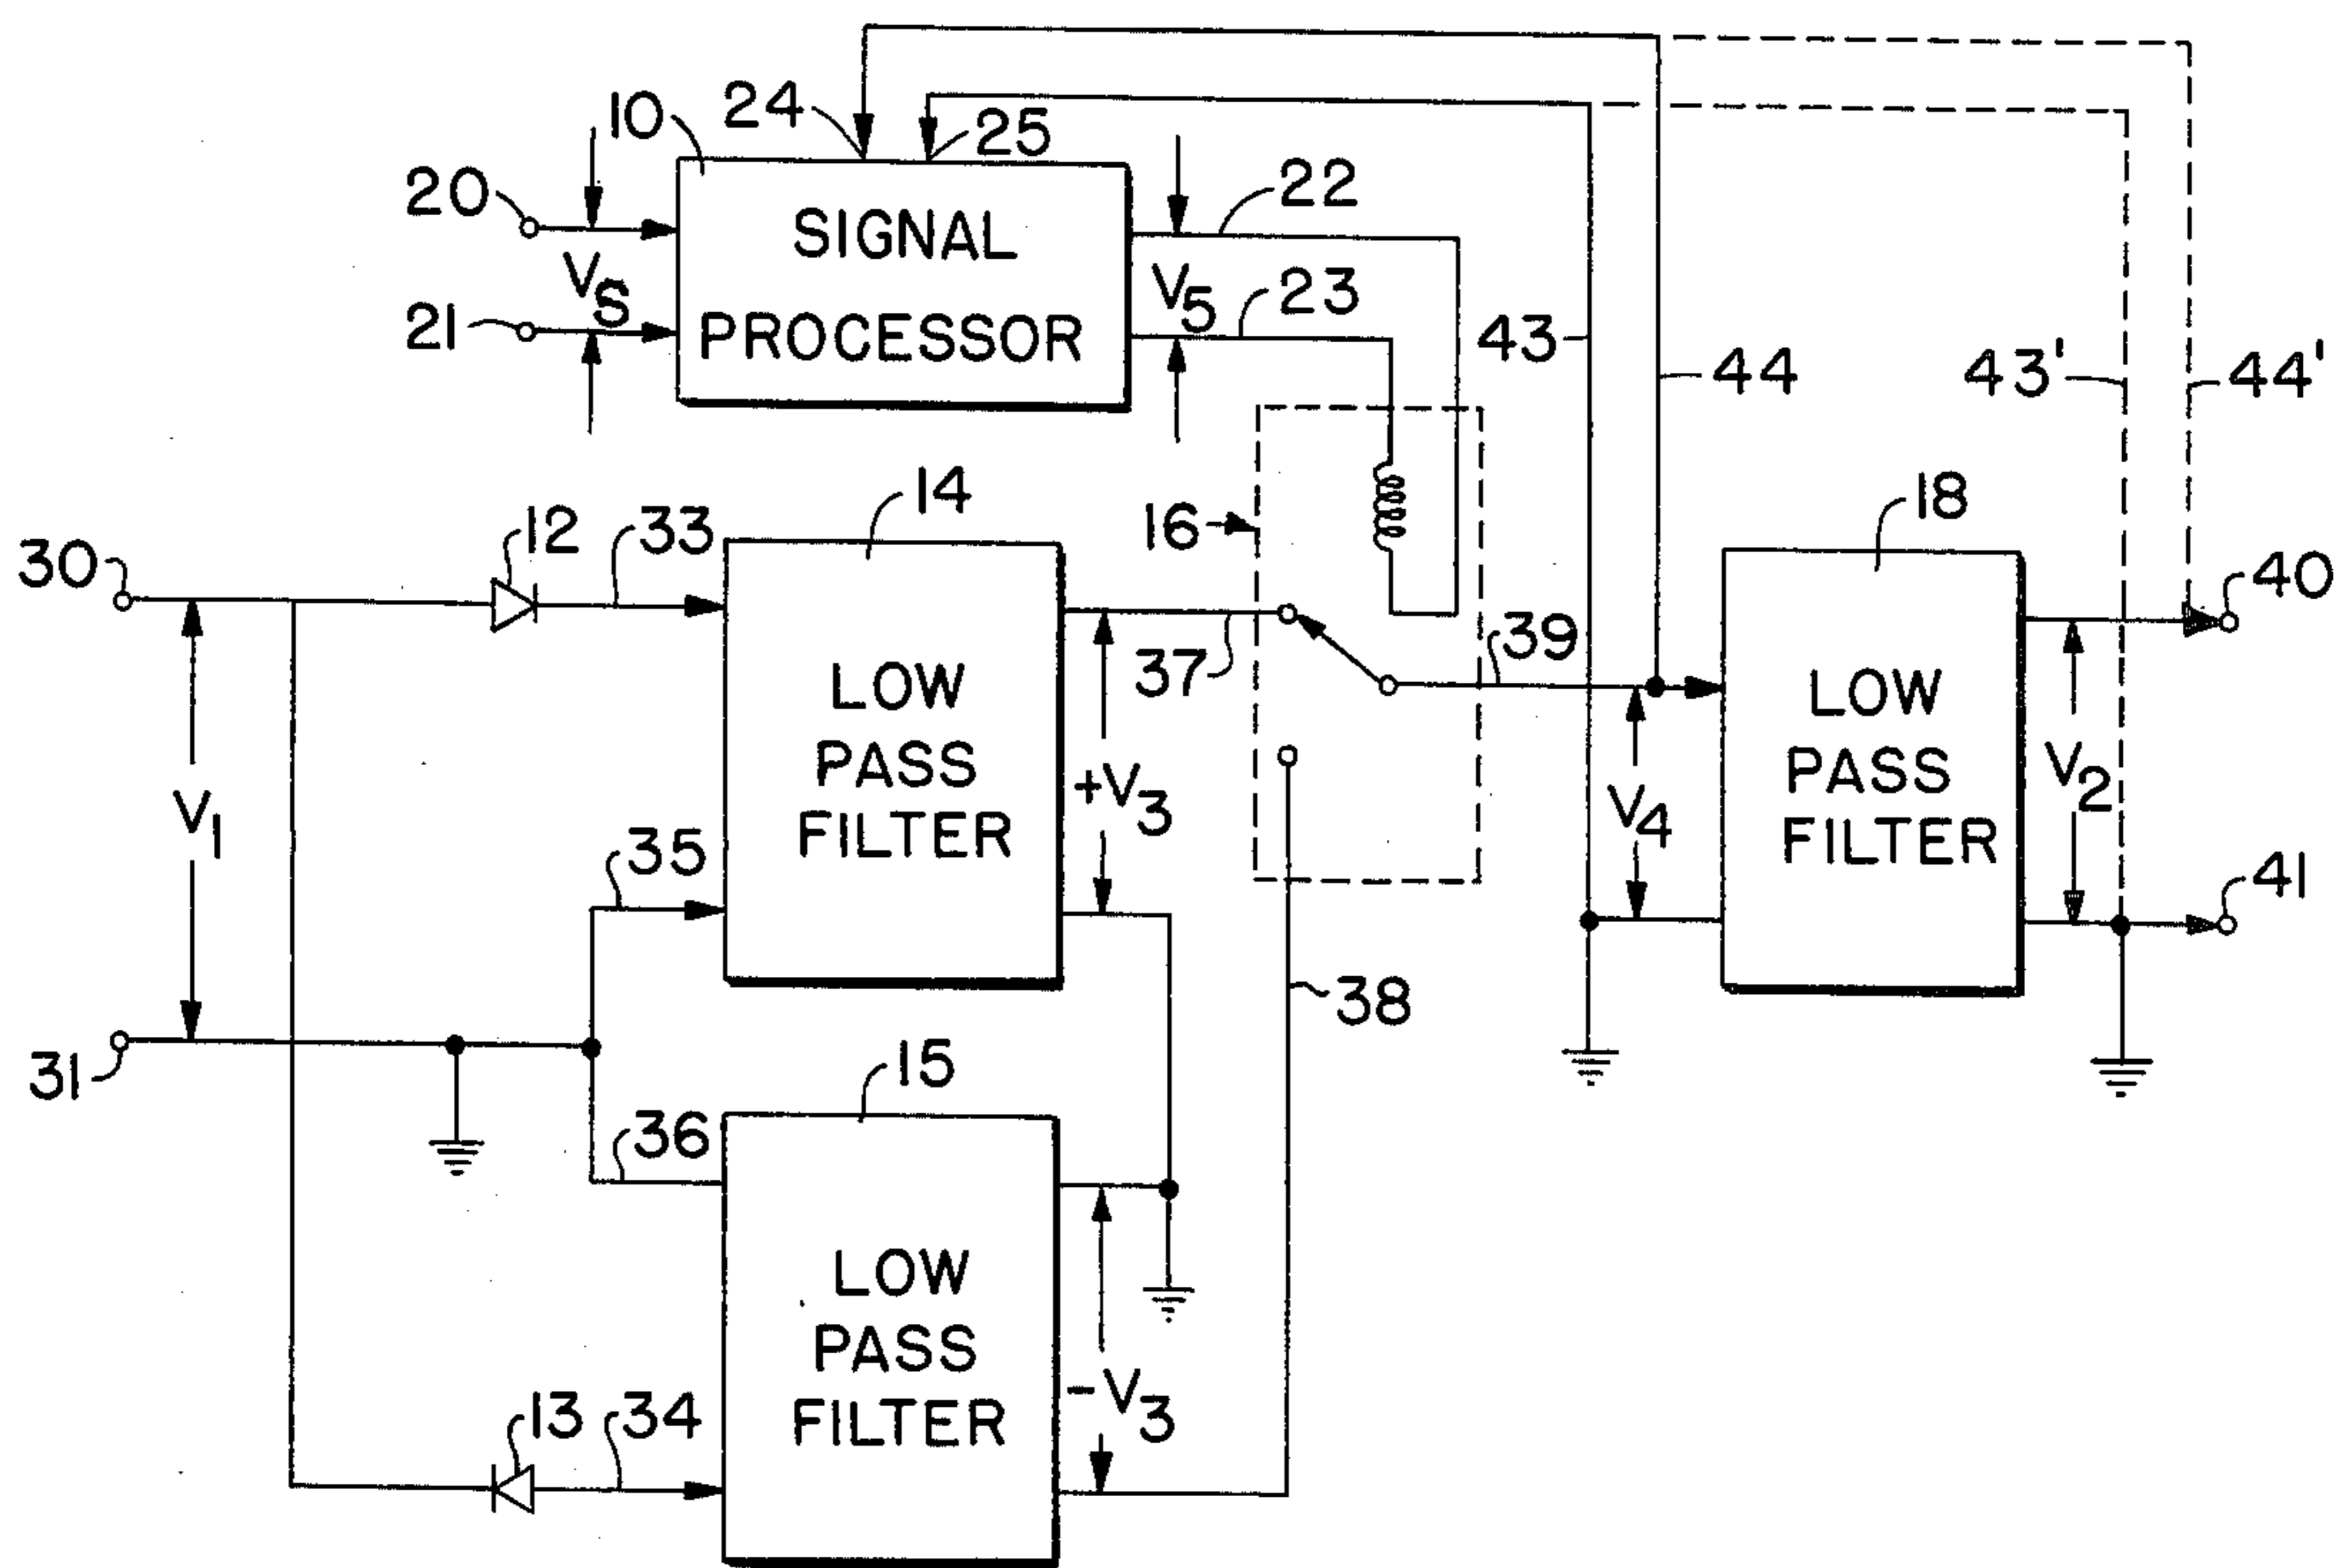 10
24
25
20
21
VS
SIGNAL
PROCESSOR
22
V5
23
43
44
43'
44'
30
12
33
14
16
18
40
LOW
PASS
FILTER
37
39
+V3
V1
35
V4
LOW
PASS
FILTER
V2
41
31
38
15
36
LOW
PASS
FILTER
-V3
13
34